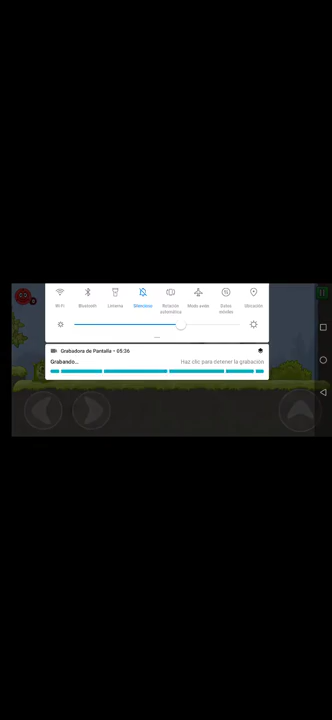 Wi-Fi Bluetooth Linterna Silencioso Rotación automática Modo avión Datos móviles Ubicación
Grabadora de Pantalla • 05:36
Grabando... Haz clic para detener la grabación